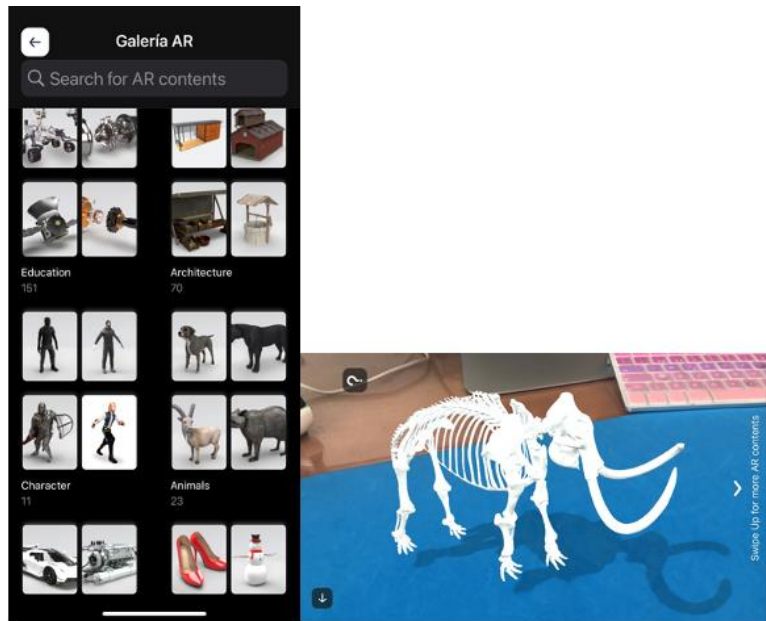 Galería AR
Search for AR contents
Education
151
Architecture
70
Character
11
Animals
23
Swipe Up for more AR contents